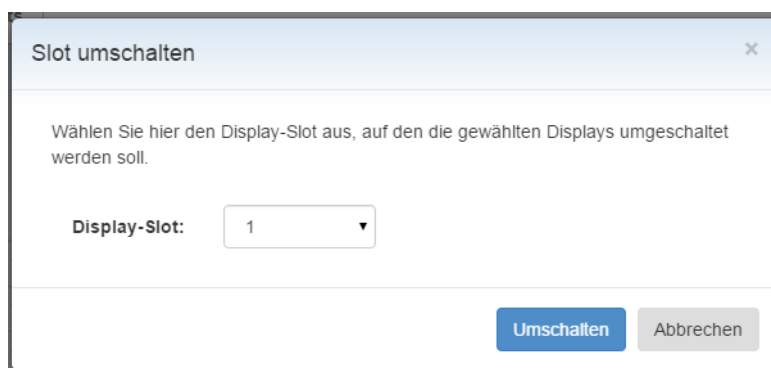 Slot umschalten
×
Wählen Sie hier den Display-Slot aus, auf den die gewählten Displays umgeschaltet
werden soll.
Display-Slot: 1
Umschalten Abbrechen